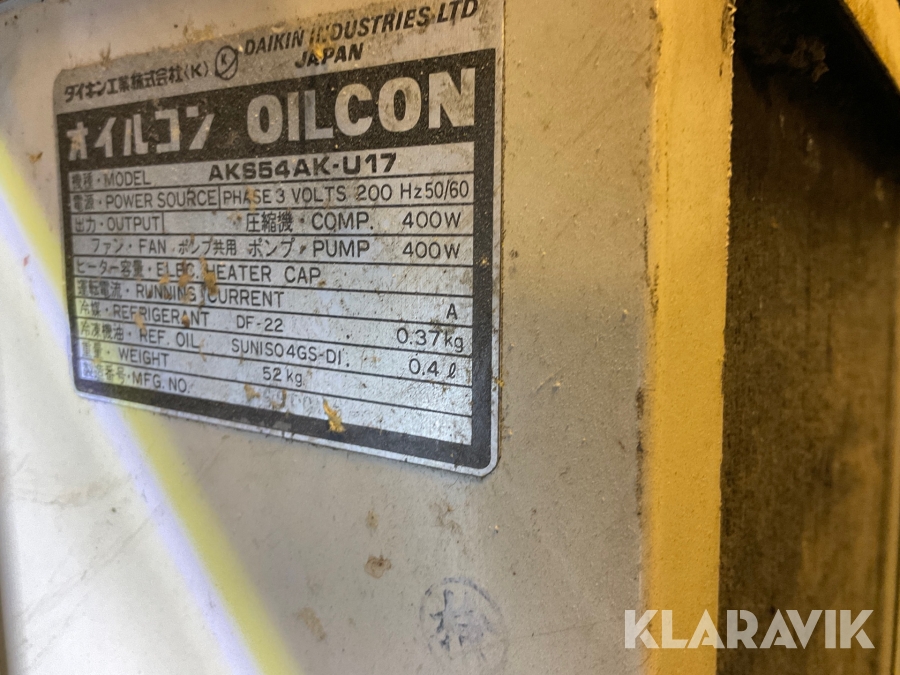 ダイキン工業株式会社(K) DAIKIN INDUSTRIES LTD
JAPAN
オイルコン OILCON
機種・MODEL AKS54AK-U17
電源・POWER SOURCE PHASE 3 VOLTS 200 Hz 50/60
出力・OUTPUT 圧縮機・COMP. 400W
ファン・FAN ポンプ共用 ポンプ・PUMP 400W
ヒーター容量・ELEC. HEATER CAP
運転電流・RUNNING CURRENT A
冷媒・REFRIGERANT DF-22 0.37kg
冷凍機油・REF. OIL SUNISO4GS-DI. 0.4ℓ
重量・WEIGHT 52kg
製造番号・MFG. NO.
KLARAVIK